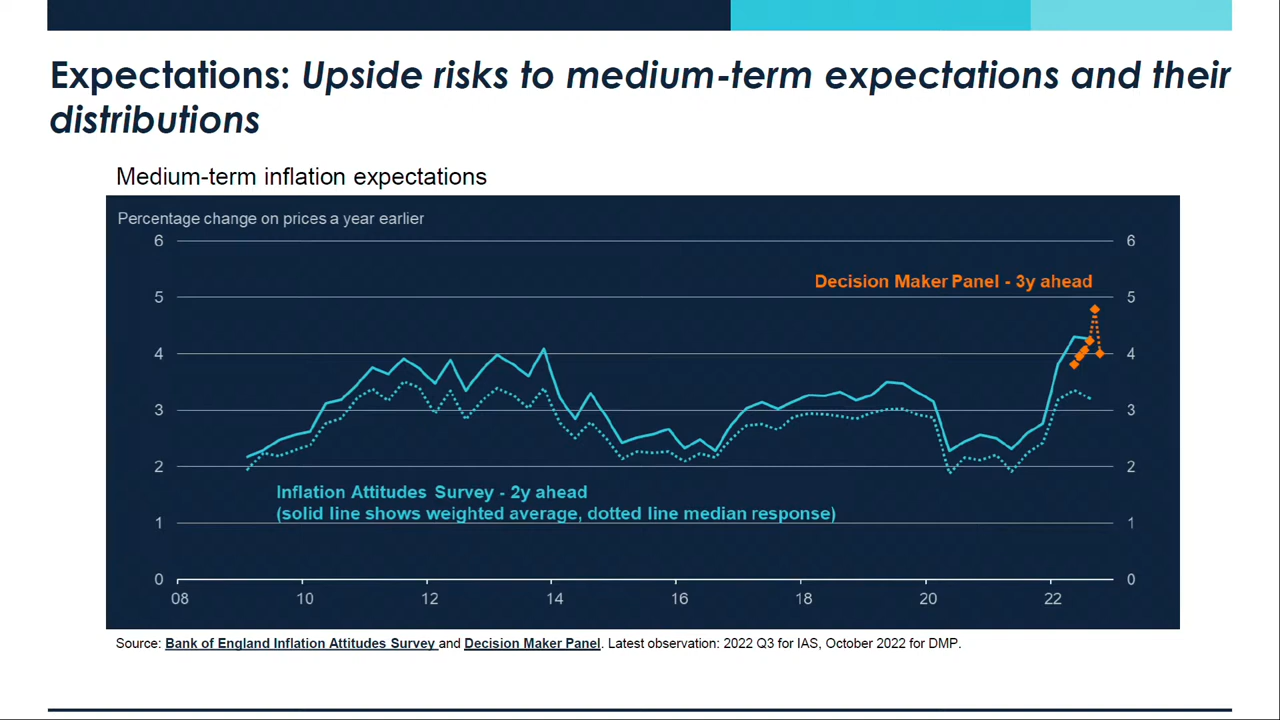 Expectations: Upside risks to medium-term expectations and their
distributions
Medium-term inflation expectations
Percentage change on prices a year earlier
6 6
Decision Maker Panel - 3y ahead
5 5
4 4
3 3
2 2
Inflation Attitudes Survey - 2y ahead
(solid line shows weighted average, dotted line median response)
1 1
0 0
08 10 12 14 16 18 20 22
Source: Bank of England Inflation Attitudes Survey and Decision Maker Panel. Latest observation: 2022 Q3 for IAS, October 2022 for DMP.